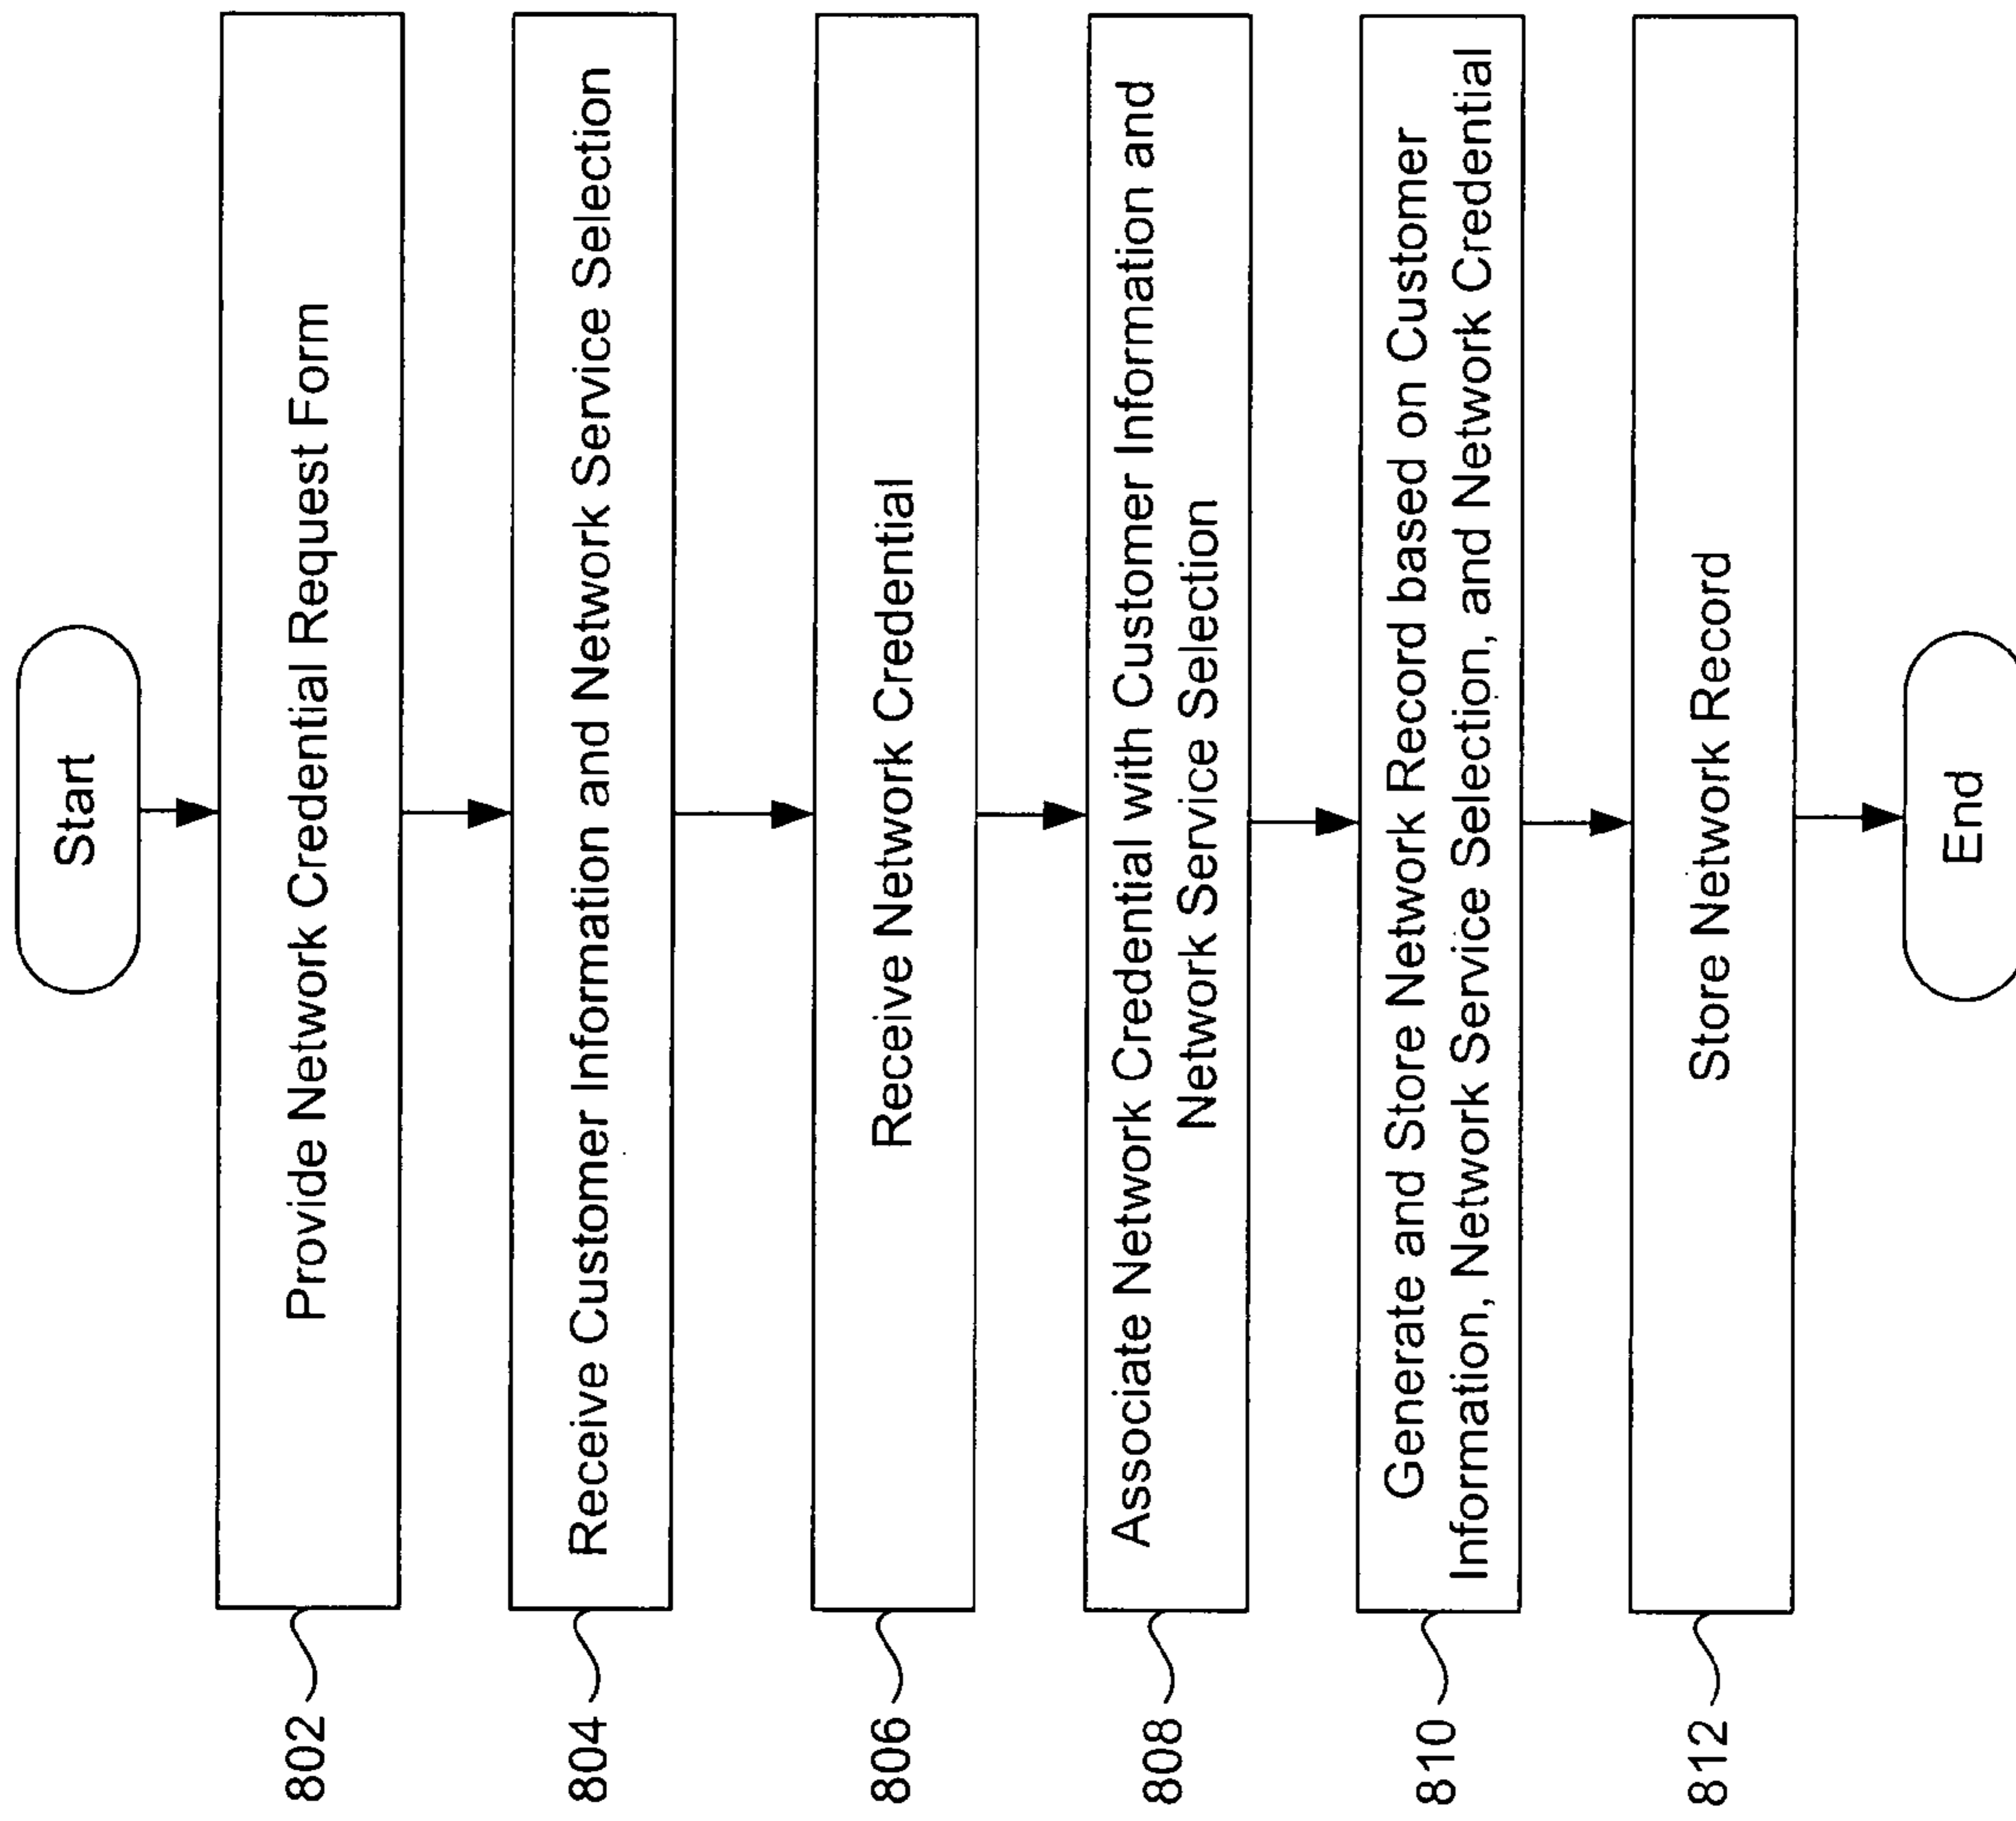 Start
802
Provide Network Credential Request Form
804
Receive Customer Information and Network Service Selection
806
Receive Network Credential
808
Associate Network Credential with Customer Information and
Network Service Selection
810
Generate and Store Network Record based on Customer
Information, Network Service Selection, and Network Credential
812
Store Network Record
End